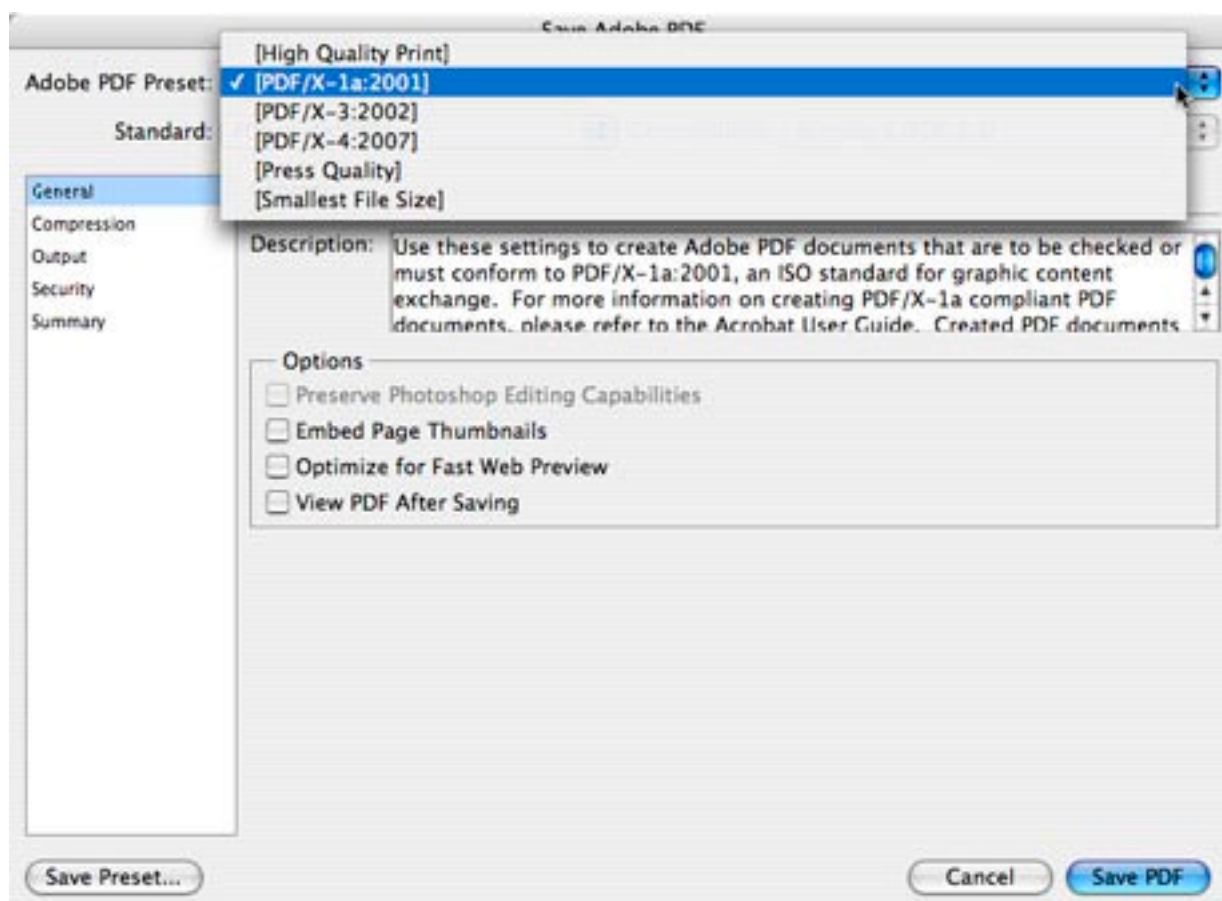 Save Adobe PDF
[High Quality Print]
Adobe PDF Preset: ✓ [PDF/X-1a:2001]
[PDF/X-3:2002]
Standard:
[PDF/X-4:2007]
[Press Quality]
[Smallest File Size]
General
Compression
Output
Security
Summary
Description: Use these settings to create Adobe PDF documents that are to be checked or
must conform to PDF/X-1a:2001, an ISO standard for graphic content
exchange. For more information on creating PDF/X-1a compliant PDF
documents, please refer to the Acrobat User Guide. Created PDF documents
Options
Preserve Photoshop Editing Capabilities
Embed Page Thumbnails
Optimize for Fast Web Preview
View PDF After Saving
Save Preset...
Cancel
Save PDF